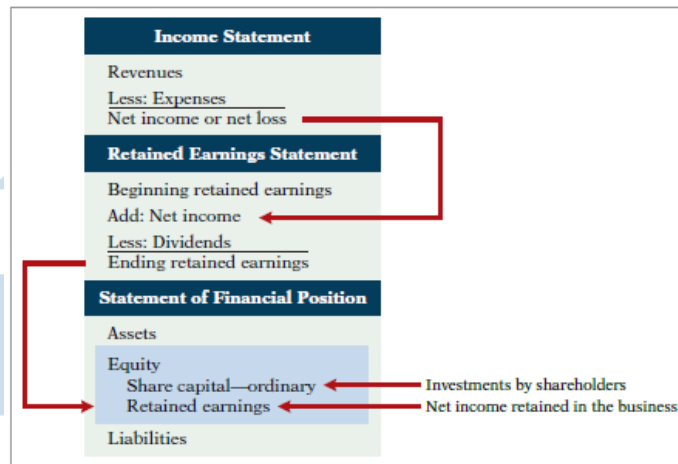 Income Statement
Revenues
Less: Expenses
Net income or net loss
Retained Earnings Statement
Beginning retained earnings
Add: Net income
Less: Dividends
Ending retained earnings
Statement of Financial Position
Assets
Equity
Share capital—ordinary
Investments by shareholders
Retained earnings
Net income retained in the business
Liabilities